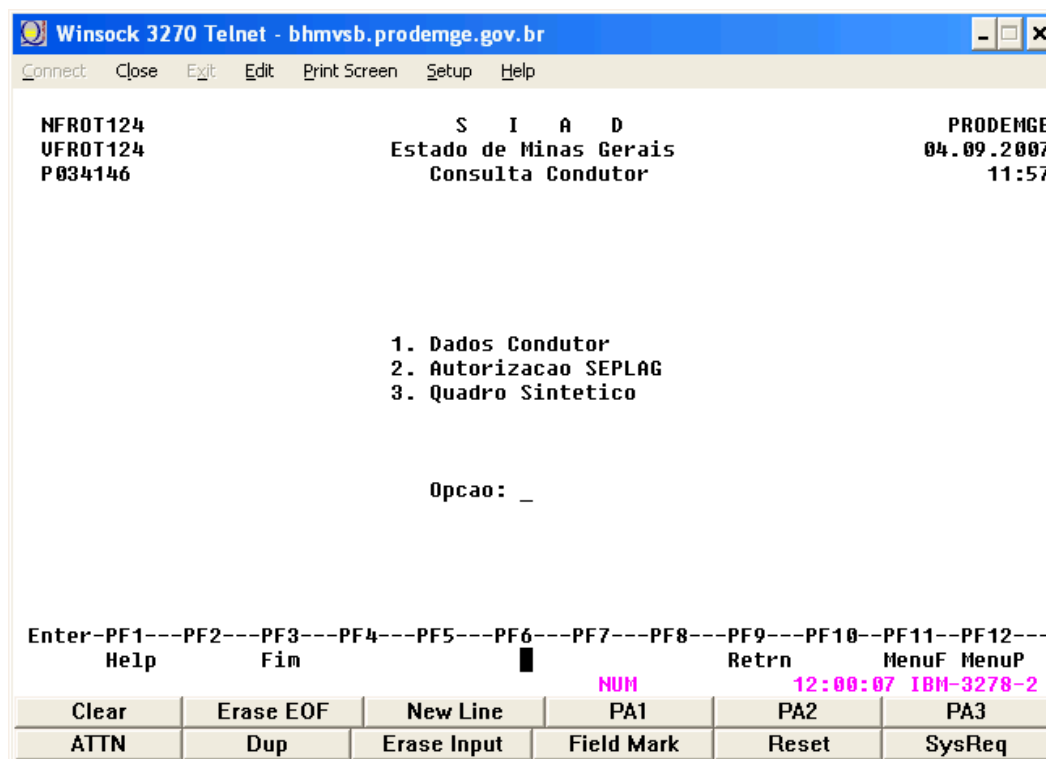 Winsock 3270 Telnet - bhmvsb.prodemge.gov.br
Connect Close Exit Edit Print Screen Setup Help
NFROT124 S I A D PRODEMGE
VFROT124 Estado de Minas Gerais 04.09.2007
P034146 Consulta Condutor 11:57
1. Dados Condutor
2. Autorizacao SEPLAG
3. Quadro Sintetico
Opcao: _
Enter-PF1---PF2---PF3---PF4---PF5---PF6---PF7---PF8---PF9---PF10--PF11--PF12---
Help Fim Retrn MenuF MenuP
NUM 12:00:07 IBM-3278-2
Clear Erase EOF New Line PA1 PA2 PA3
ATTN Dup Erase Input Field Mark Reset SysReq